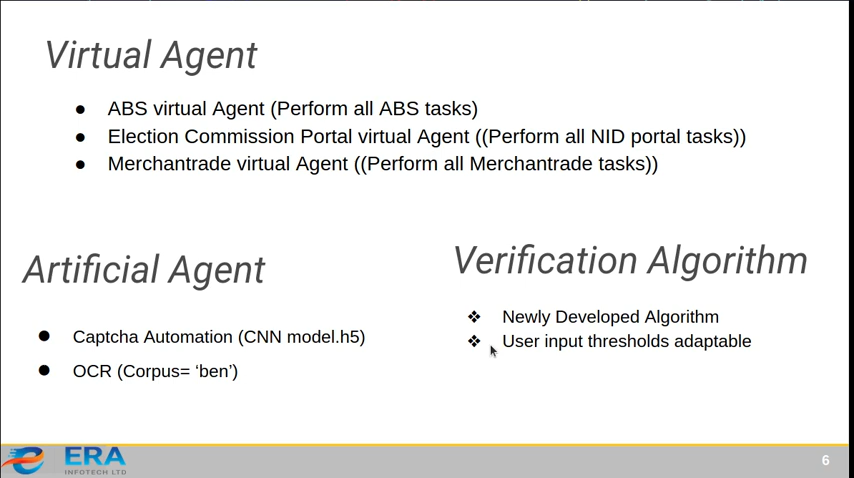 Virtual Agent
● ABS virtual Agent (Perform all ABS tasks)
● Election Commission Portal virtual Agent ((Perform all NID portal tasks))
● Merchantrade virtual Agent ((Perform all Merchantrade tasks))
Artificial Agent
● Captcha Automation (CNN model.h5)
● OCR (Corpus= ‘ben’)
Verification Algorithm
❖ Newly Developed Algorithm
❖ User input thresholds adaptable
ERA
INFOTECH LTD
6